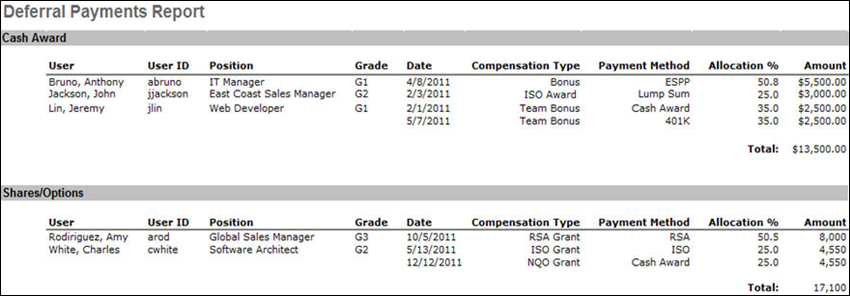 Deferral Payments Report
Cash Award
User User ID Position Grade Date Compensation Type Payment Method Allocation % Amount
Bruno, Anthony abruno IT Manager G1 4/8/2011 Bonus ESPP 50.8 $5,500.00
Jackson, John jjackson East Coast Sales Manager G2 2/3/2011 ISO Award Lump Sum 25.0 $3,000.00
Lin, Jeremy jlin Web Developer G1 2/1/2011 Team Bonus Cash Award 35.0 $2,500.00
5/7/2011 Team Bonus 401K 35.0 $2,500.00
Total: $13,500.00
Shares/Options
User User ID Position Grade Date Compensation Type Payment Method Allocation % Amount
Rodiriguez, Amy arod Global Sales Manager G3 10/5/2011 RSA Grant RSA 50.5 8,000
White, Charles cwhite Software Architect G2 5/13/2011 ISO Grant ISO 25.0 4,550
12/12/2011 NQO Grant Cash Award 25.0 4,550
Total: 17,100